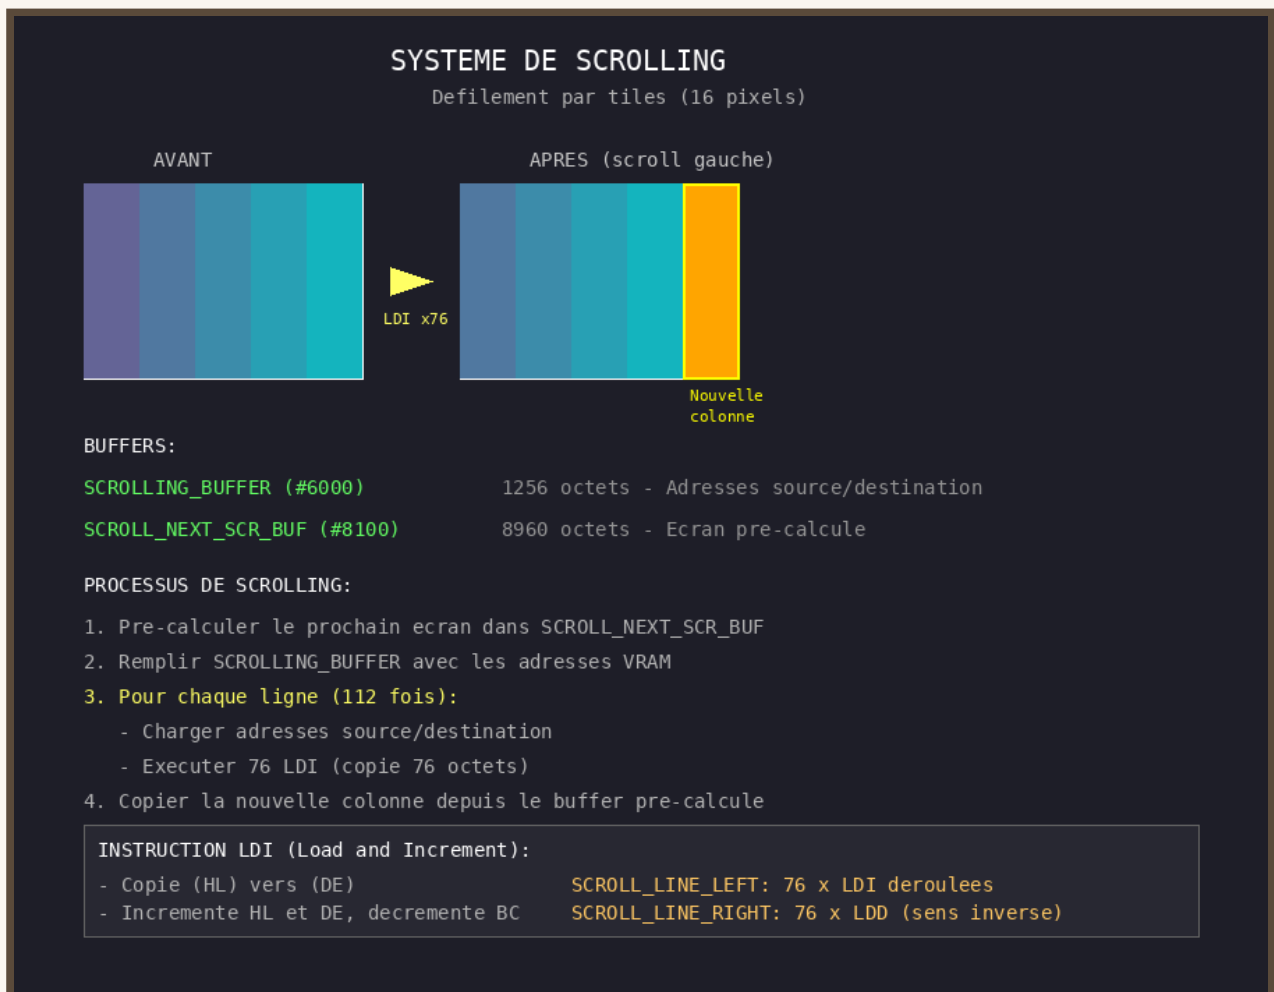 SYSTEME DE SCROLLING
Defilement par tiles (16 pixels)
AVANT
APRES (scroll gauche)
LDI x76
Nouvelle
colonne
BUFFERS:
SCROLLING_BUFFER (#6000) 1256 octets - Adresses source/destination
SCROLL_NEXT_SCR_BUF (#8100) 8960 octets - Ecran pre-calcule
PROCESSUS DE SCROLLING:
1. Pre-calculer le prochain ecran dans SCROLL_NEXT_SCR_BUF
2. Remplir SCROLLING_BUFFER avec les adresses VRAM
3. Pour chaque ligne (112 fois):
- Charger adresses source/destination
- Executer 76 LDI (copie 76 octets)
4. Copier la nouvelle colonne depuis le buffer pre-calcule
INSTRUCTION LDI (Load and Increment):
- Copie (HL) vers (DE) SCROLL_LINE_LEFT: 76 x LDI deroulees
- Incremente HL et DE, decremente BC SCROLL_LINE_RIGHT: 76 x LDD (sens inverse)